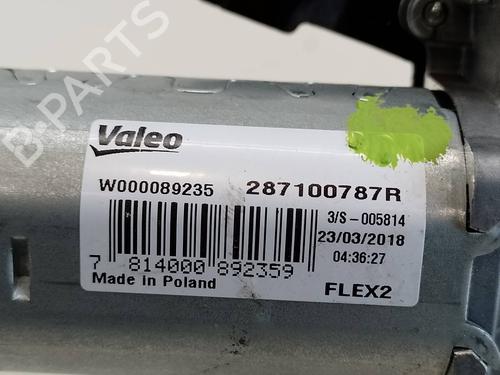 B-PARTS
Valeo
W000089235 287100787R
3/S-005814
23/03/2018
04:36:27
7 814000 892359
Made in Poland
FLEX2